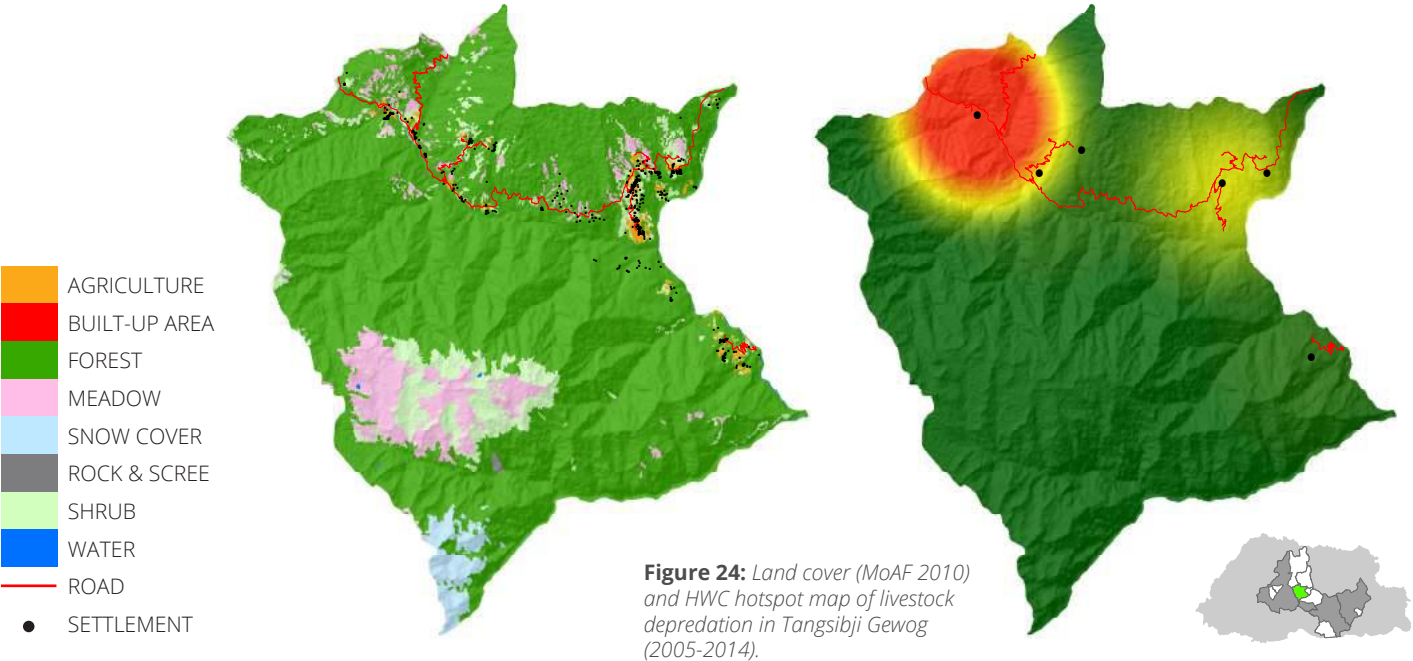 AGRICULTURE
BUILT-UP AREA
FOREST
MEADOW
SNOW COVER
ROCK & SCREE
SHRUB
WATER
ROAD
SETTLEMENT
Figure 24: Land cover (MoAF 2010)
and HWC hotspot map of livestock
depredation in Tangsibji Gewog
(2005-2014).